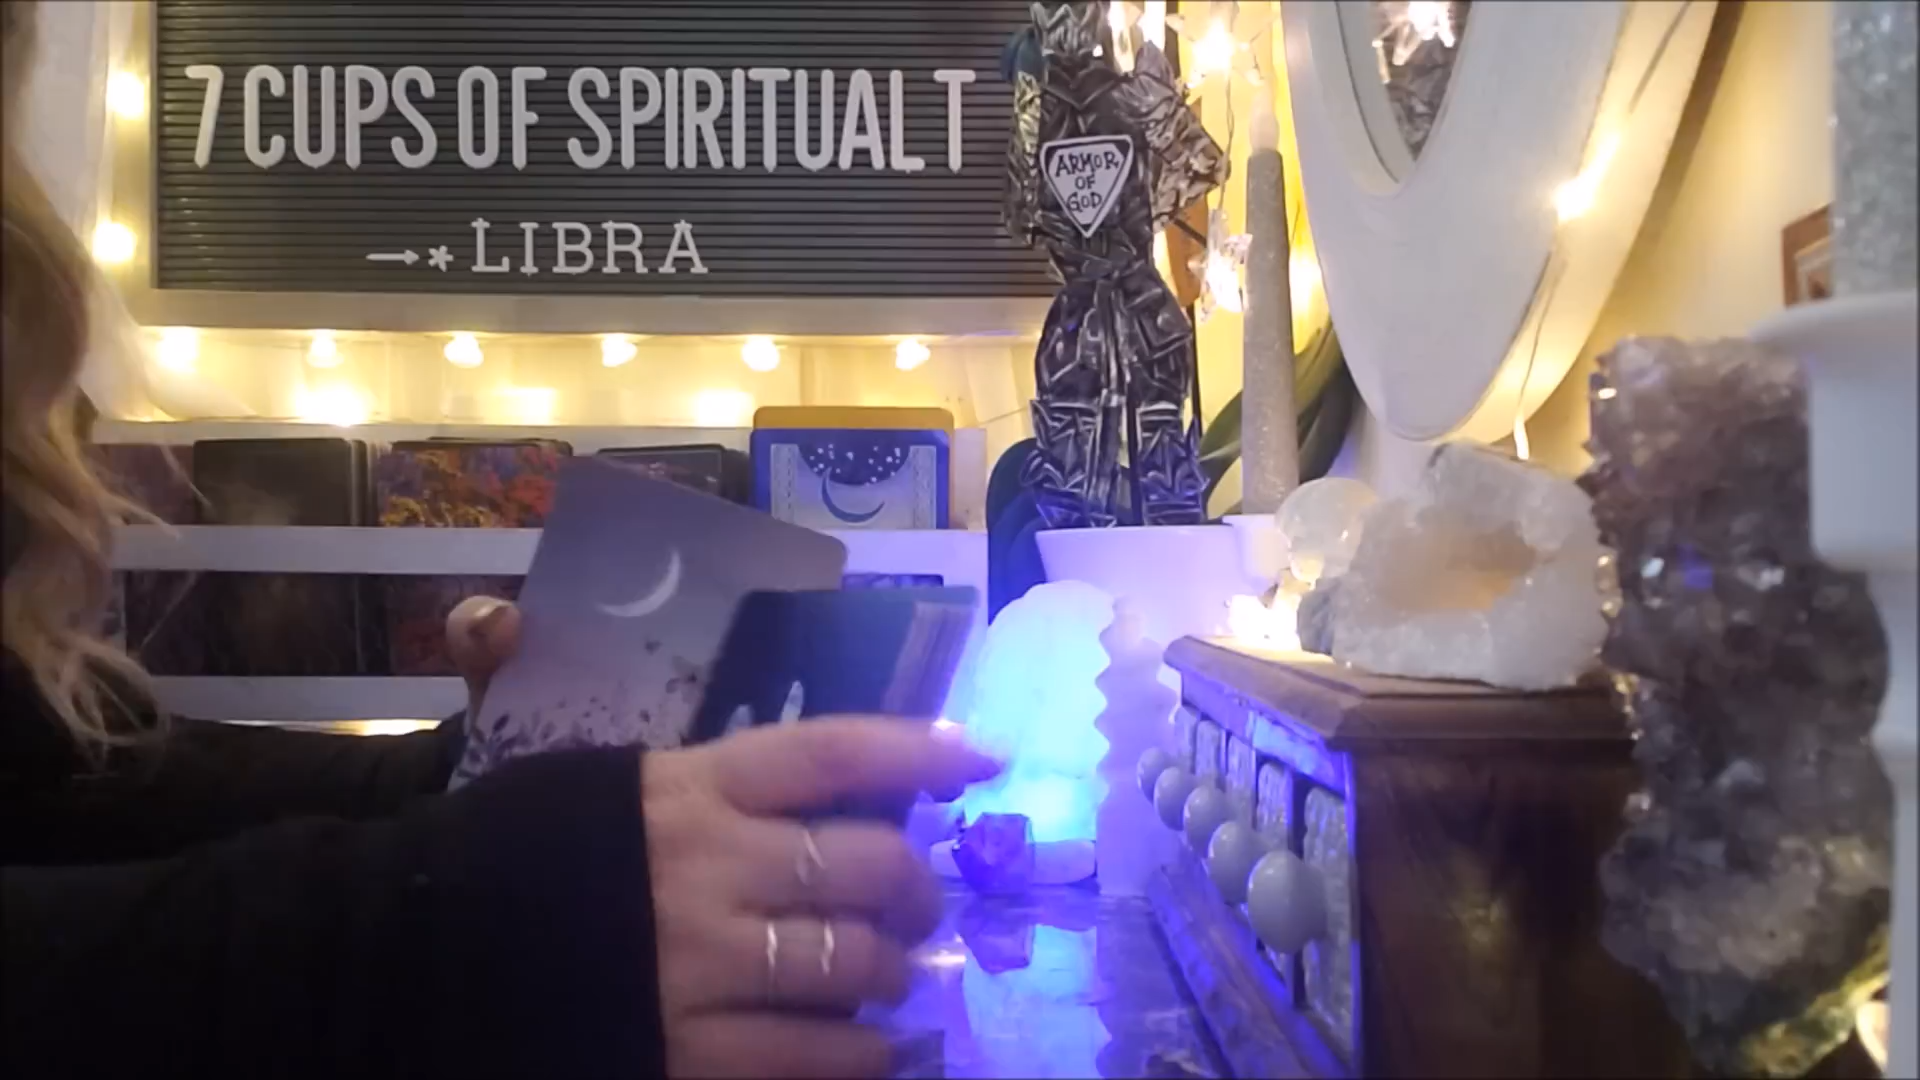 7 CUPS OF SPIRITUAL T
→* LIBRA
ARMOR
OF
GOD